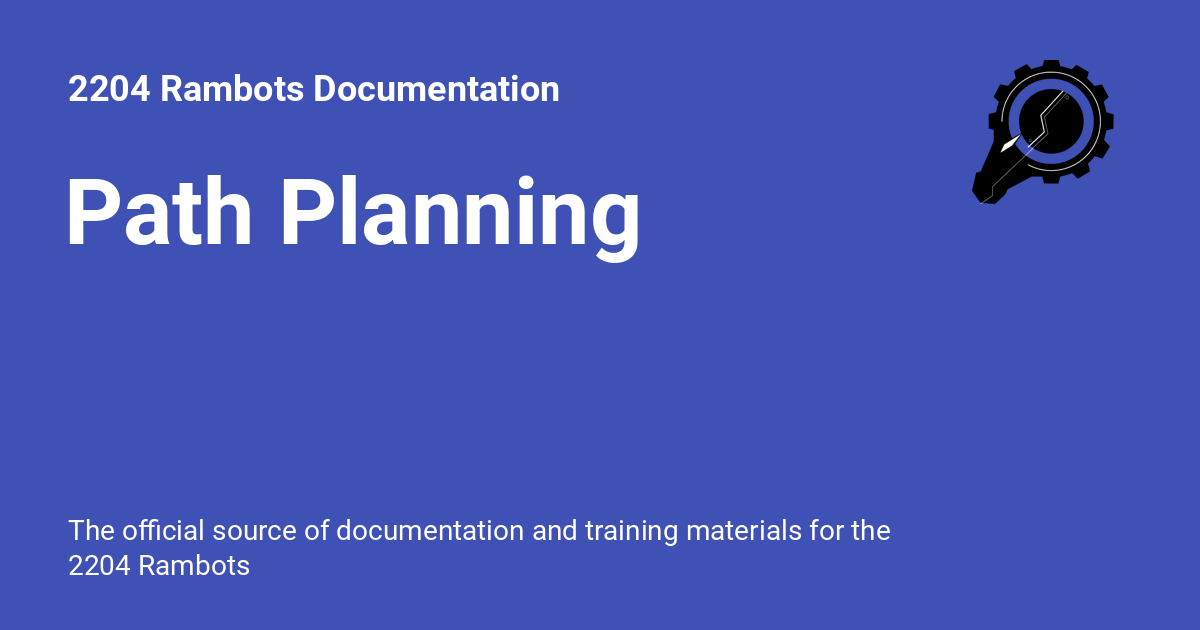 2204 Rambots Documentation
Path Planning
The official source of documentation and training materials for the
2204 Rambots